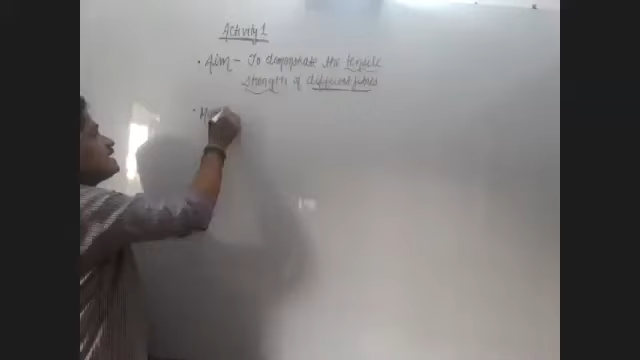 Activity 1
• Aim - To demonstrate the tensile
strength of different fibres
• M